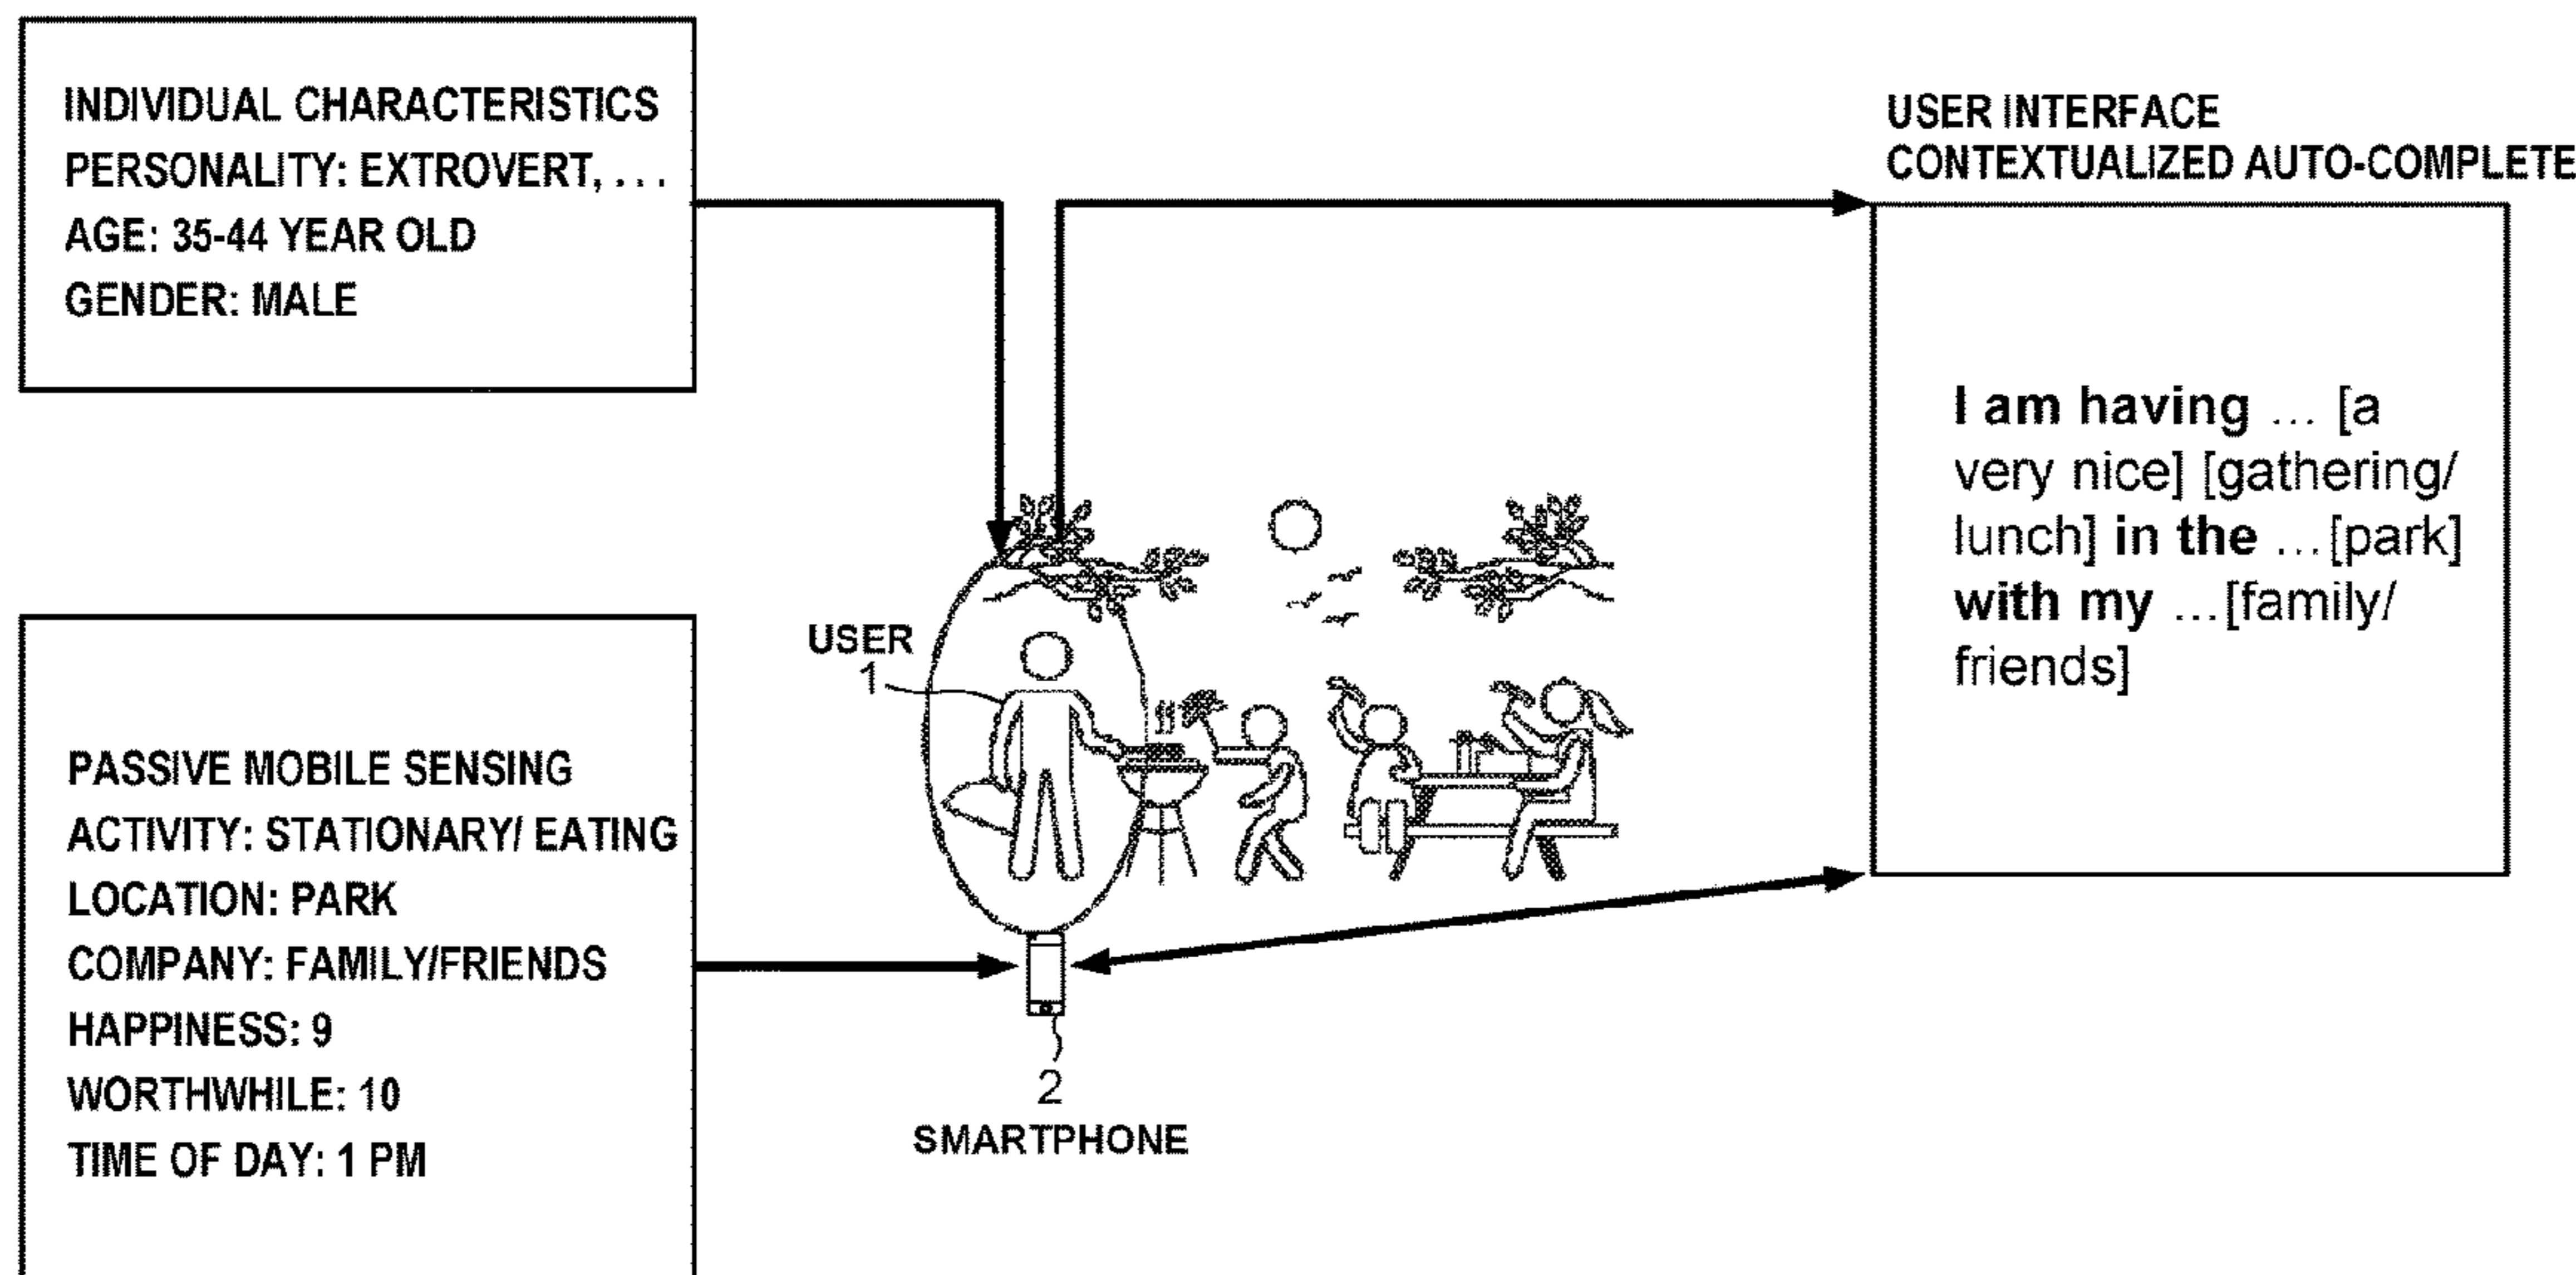 INDIVIDUAL CHARACTERISTICS
PERSONALITY: EXTROVERT, ...
AGE: 35-44 YEAR OLD
GENDER: MALE
PASSIVE MOBILE SENSING
ACTIVITY: STATIONARY/ EATING
LOCATION: PARK
COMPANY: FAMILY/FRIENDS
HAPPINESS: 9
WORTHWHILE: 10
TIME OF DAY: 1 PM
USER
1
2
SMARTPHONE
USER INTERFACE
CONTEXTUALIZED AUTO-COMPLETE
I am having ... [a
very nice] [gathering/
lunch] in the ...[park]
with my ...[family/
friends]